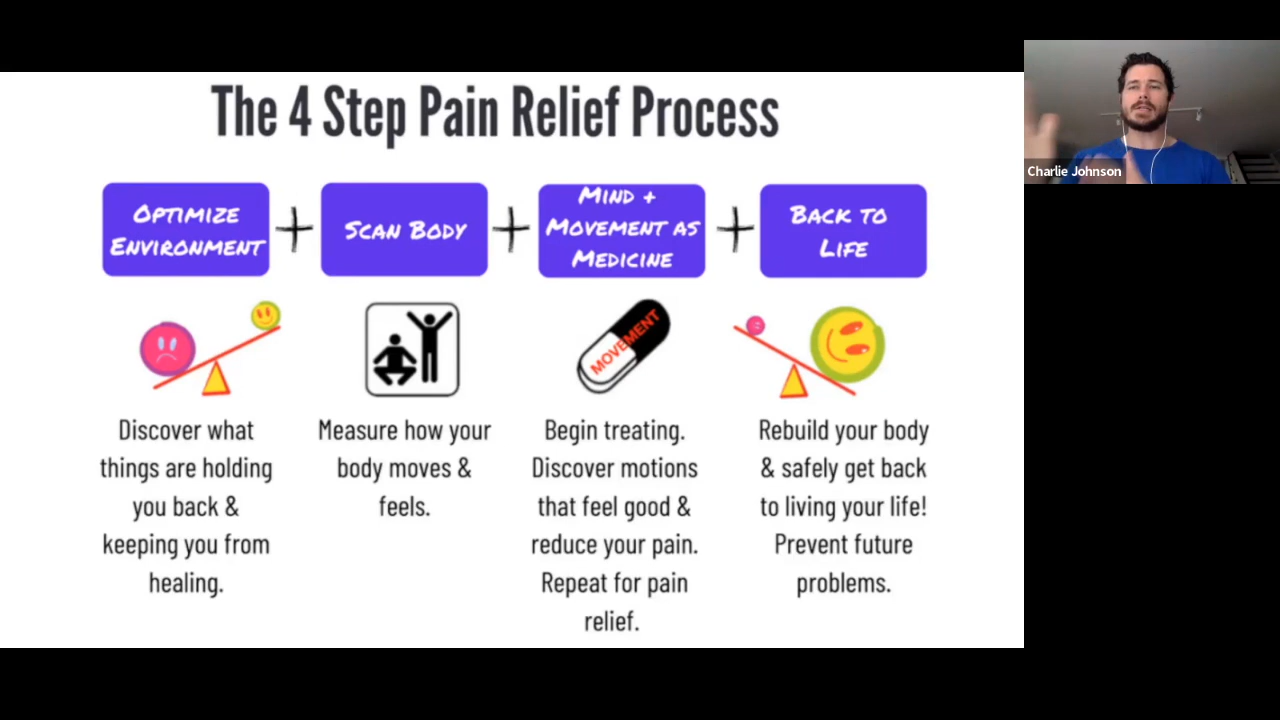 The 4 Step Pain Relief Process
OPTIMIZE
ENVIRONMENT
+
SCAN BODY
+
MIND +
MOVEMENT AS
MEDICINE
+
BACK TO
LIFE
MOVEMENT
Discover what
things are holding
you back &
keeping you from
healing.
Measure how your
body moves &
feels.
Begin treating.
Discover motions
that feel good &
reduce your pain.
Repeat for pain
relief.
Rebuild your body
& safely get back
to living your life!
Prevent future
problems.
Charlie Johnson